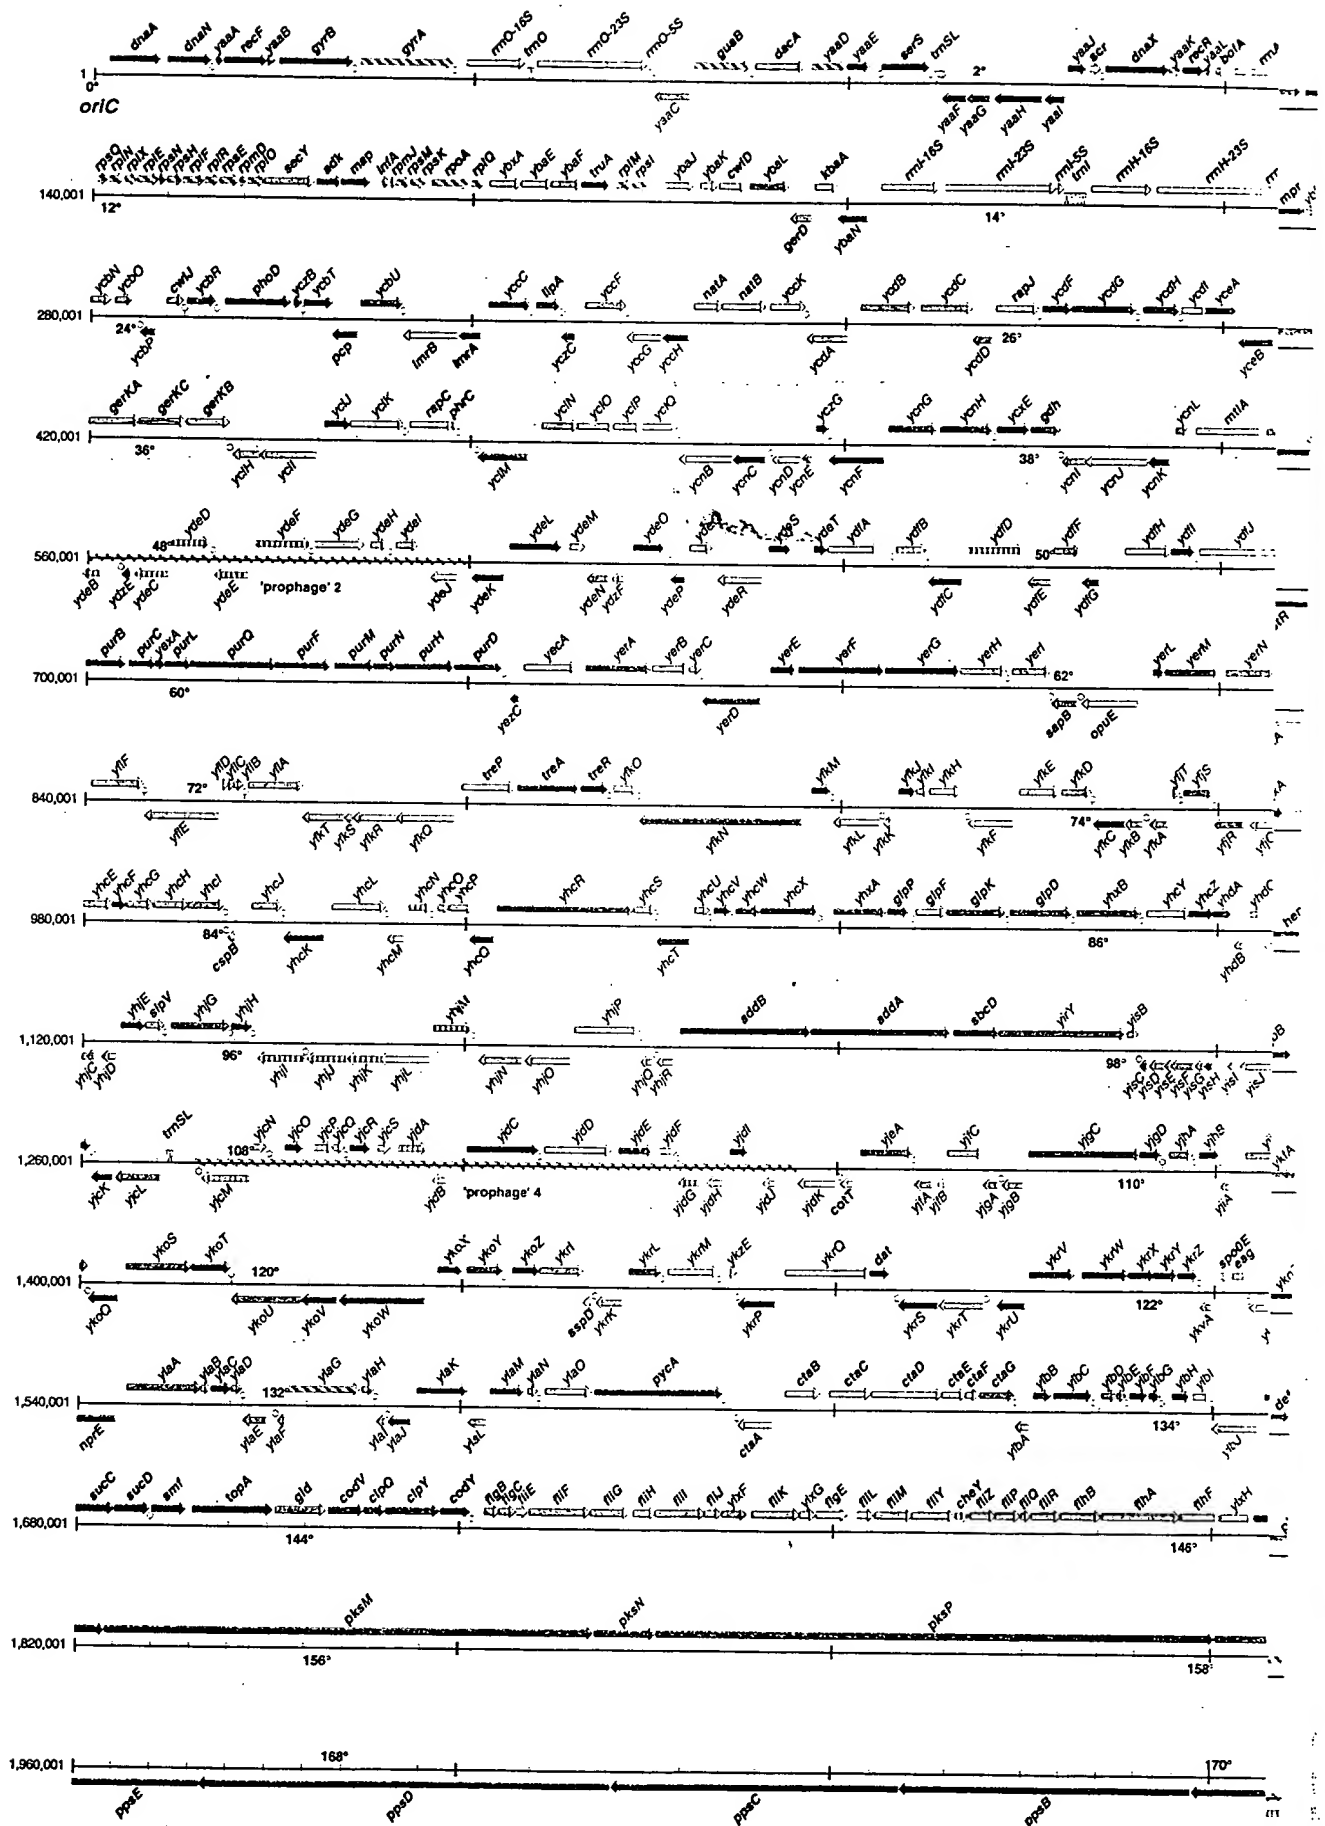 dnaA dnaN yaaA recF yaaB gyrB gyrA rrnO-16S trnO rrnO-23S rrnO-5S guaB dacA yaaD yaaE serS trnSL yaaJ scr dnaX yaaK recR yaaL bofA
1
0° 2°
oriC yaaC yaaF yaaG yaaH yaaI
rpsQ rplN rplX rplE rpsN rpsH rplF rplR rpsE rpmD rplO secY adk map infA rpmJ rpsM rpsK rpoA rplQ ybxA ybaE ybaF truA rplM rpsI ybaJ ybaK cwlD ybaL kbaA rrnI-16S rrnI-23S rrnI-5S trnI rrnH-16S rrnH-23S mpr
140,001
12° 14°
gerD ybaN
ycbN ycbO cwlJ ycbR phoD yczB ycbT ycbU yccC lipA yccF natA natB yccK ycdB ycdC rapJ ycdF ycdG ycdH ycdI yceA
280,001
24° 26°
ycbP pcp lmrB lmrA yczC yccG yccH ycdA ycdD yceB
gerKA gerKC gerKB yclJ yclK rapC phrC yclN yclO yclP yclQ yczG ycnG ycnH ycxE gdh ycnL mtlA
420,001
36° 38°
yclH yclI yclM ycnB ycnC ycnD ycnE ycnF ycnI ycnJ ycnK
48° ydeD ydeF ydeG ydeH ydeI ydeL ydeM ydeO ydeS ydeT ydfA ydfB ydfD ydfF ydfH ydfI ydfJ
560,001
50°
ydeB ydzE ydeC ydeE 'prophage' 2 ydeJ ydeK ydeN ydzF ydeP ydeR ydfC ydfE ydfG
purB purC yexA purL purQ purF purM purN purH purD yecA yerA yerB yerC yerE yerF yerG yerH yerI yerL yerM yerN
700,001
60° 62°
yezC yerD sapB opuE
yflF yflD yflC yflB yflA treP treA treR yfkO yfkM yfkJ yfkI yfkH yfkE yfkD yfjT yfjS
840,001
72° 74°
yflE yfkT yfkS yfkR yfkQ yfkN yfkL yfkK yfkF yfkC yfkB yfkA yfjR
yhcE yhcF yhcG yhcH yhcI yhcJ yhcL yhcN yhcO yhcP yhcR yhcS yhcU yhcV yhcW yhcX yhxA glpP glpF glpK glpD yhxB yhcY yhcZ yhdA yhdC
980,001
84° 86°
cspB yhcK yhcM yhcQ yhcT yhdB
yhjE sipV yhjG yhjH yhjM yhjP addB addA sbcD yirY yisB
1,120,001
96° 98°
yhjC yhjD yhjI yhjJ yhjK yhjL yhjN yhjO yhjQ yhjR yisC yisD yisE yisF yisG yisH yisI yisJ
trnSL yjcN yjcO yjcP yjcQ yjcR yjcS yjdA yjdC yjdD yjdE yjdF yjdI yjeA yjfC yjgC yjgD yjhA yjhB
1,260,001
108° 110°
yjcK yjcL yjcM yjdB 'prophage' 4 yjdG yjdH yjdJ yjdK cotT yjfA yjfB yjgA yjgB yjiA
ykoS ykoT ykoX ykoY ykoZ ykrI ykrL ykrM ykzE ykrQ dat ykrV ykrW ykrX ykrY ykrZ spo0E eag
1,400,001
120° 122°
ykoQ ykoU ykoV ykoW sspD ykrK ykrP ykrS ykrT ykrU ykvA
ylaA ylaB ylaC ylaD ylaG ylaH ylaK ylaM ylaN ylaO pycA ctaB ctaC ctaD ctaE ctaF ctaG ylbB ylbC ylbD ylbE ylbF ylbG ylbH ylbI
1,540,001
132° 134°
nprE ylaE ylaF ylaI ylaJ ylaL ctaA ylbA ylbJ
sucC sucD smf topA gid codV clpQ clpY codY flgB flgC fliE fliF fliG fliH fliI fliJ ylxF fliK ylxG flgE fliL fliM fliY cheY fliZ fliP fliQ fliR flhB flhA flhF ylxH
1,680,001
144° 146°
pksM pksN pksP
1,820,001
156° 158°
168° 170°
1,960,001
ppsE ppsD ppsC ppsB